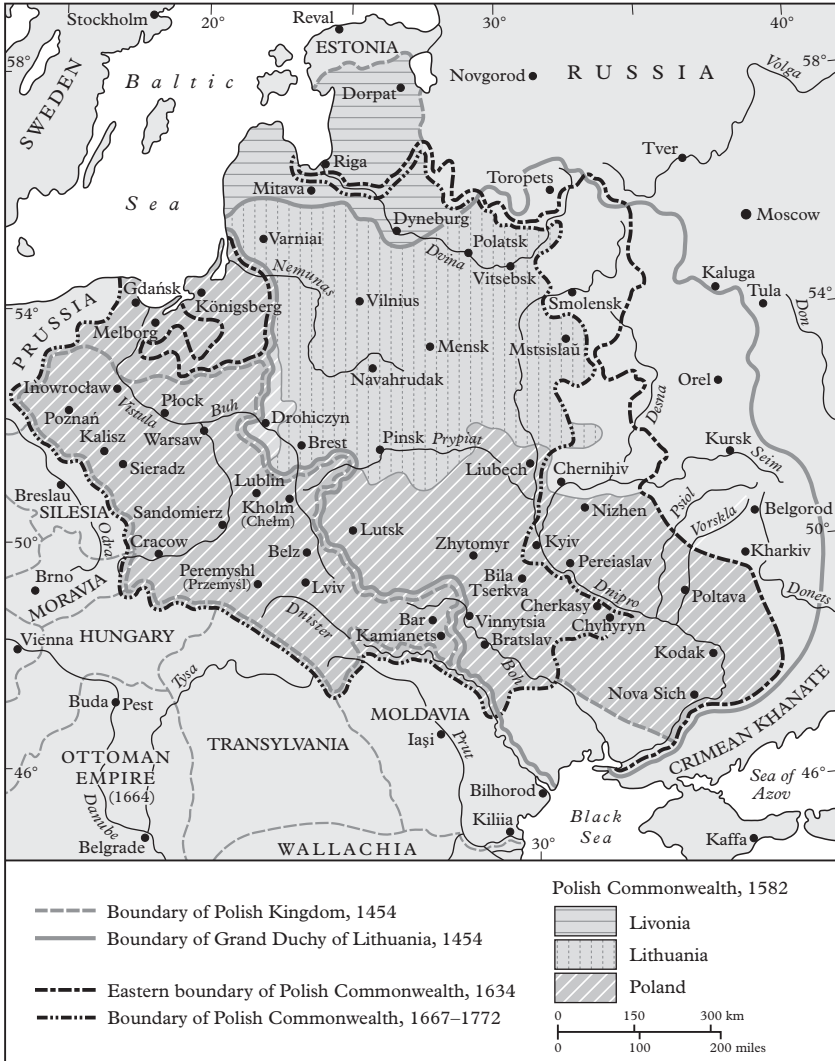 Stockholm
20°
Reval
30°
40°
ESTONIA
58°
Baltic
Novgorod
RUSSIA
Volga
58°
Dorpat
SWEDEN
Tver
Riga
Toropets
Sea
Mitava
Moscow
Dyneburg
Varniai
Dvina
Polatsk
Nemunas
Vitsebsk
Kaluga
Gdańsk
Königsberg
Vilnius
Smolensk
54°
Tula
54°
PRUSSIA
Melborg
Don
Mensk
Mstsislaŭ
Navahrudak
Orel
Inowrocław
Płock
Buh
Desna
Poznań
Vistula
Drohiczyn
Kalisz
Warsaw
Brest
Pinsk
Prypiat
Kursk
Seim
Sieradz
Liubech
Chernihiv
Breslau
Lublin
Psiol
SILESIA
Kholm
(Chełm)
Nizhen
Vorskla
Belgorod
Sandomierz
Lutsk
50°
Odra
Cracow
Belz
Zhytomyr
Kyiv
Kharkiv
50°
Brno
Peremyshl
(Przemyśl)
Lviv
Bila
Tserkva
Pereiaslav
MORAVIA
Dnipro
Donets
Dnister
Cherkasy
Poltava
Vienna
HUNGARY
Bar
Vinnytsia
Chyhyryn
Kamianets
Bratslav
Boh
Kodak
Tysa
Buda
Pest
Nova Sich
MOLDAVIA
CRIMEAN KHANATE
OTTOMAN
EMPIRE
(1664)
TRANSYLVANIA
Iaşi
Prut
46°
46°
Sea of
Azov
Danube
Bilhorod
Black
Sea
Belgrade
Kiliia
WALLACHIA
30°
Kaffa
Polish Commonwealth, 1582
Boundary of Polish Kingdom, 1454
Boundary of Grand Duchy of Lithuania, 1454
Eastern boundary of Polish Commonwealth, 1634
Boundary of Polish Commonwealth, 1667–1772
Livonia
Lithuania
Poland
0 150 300 km
0 100 200 miles